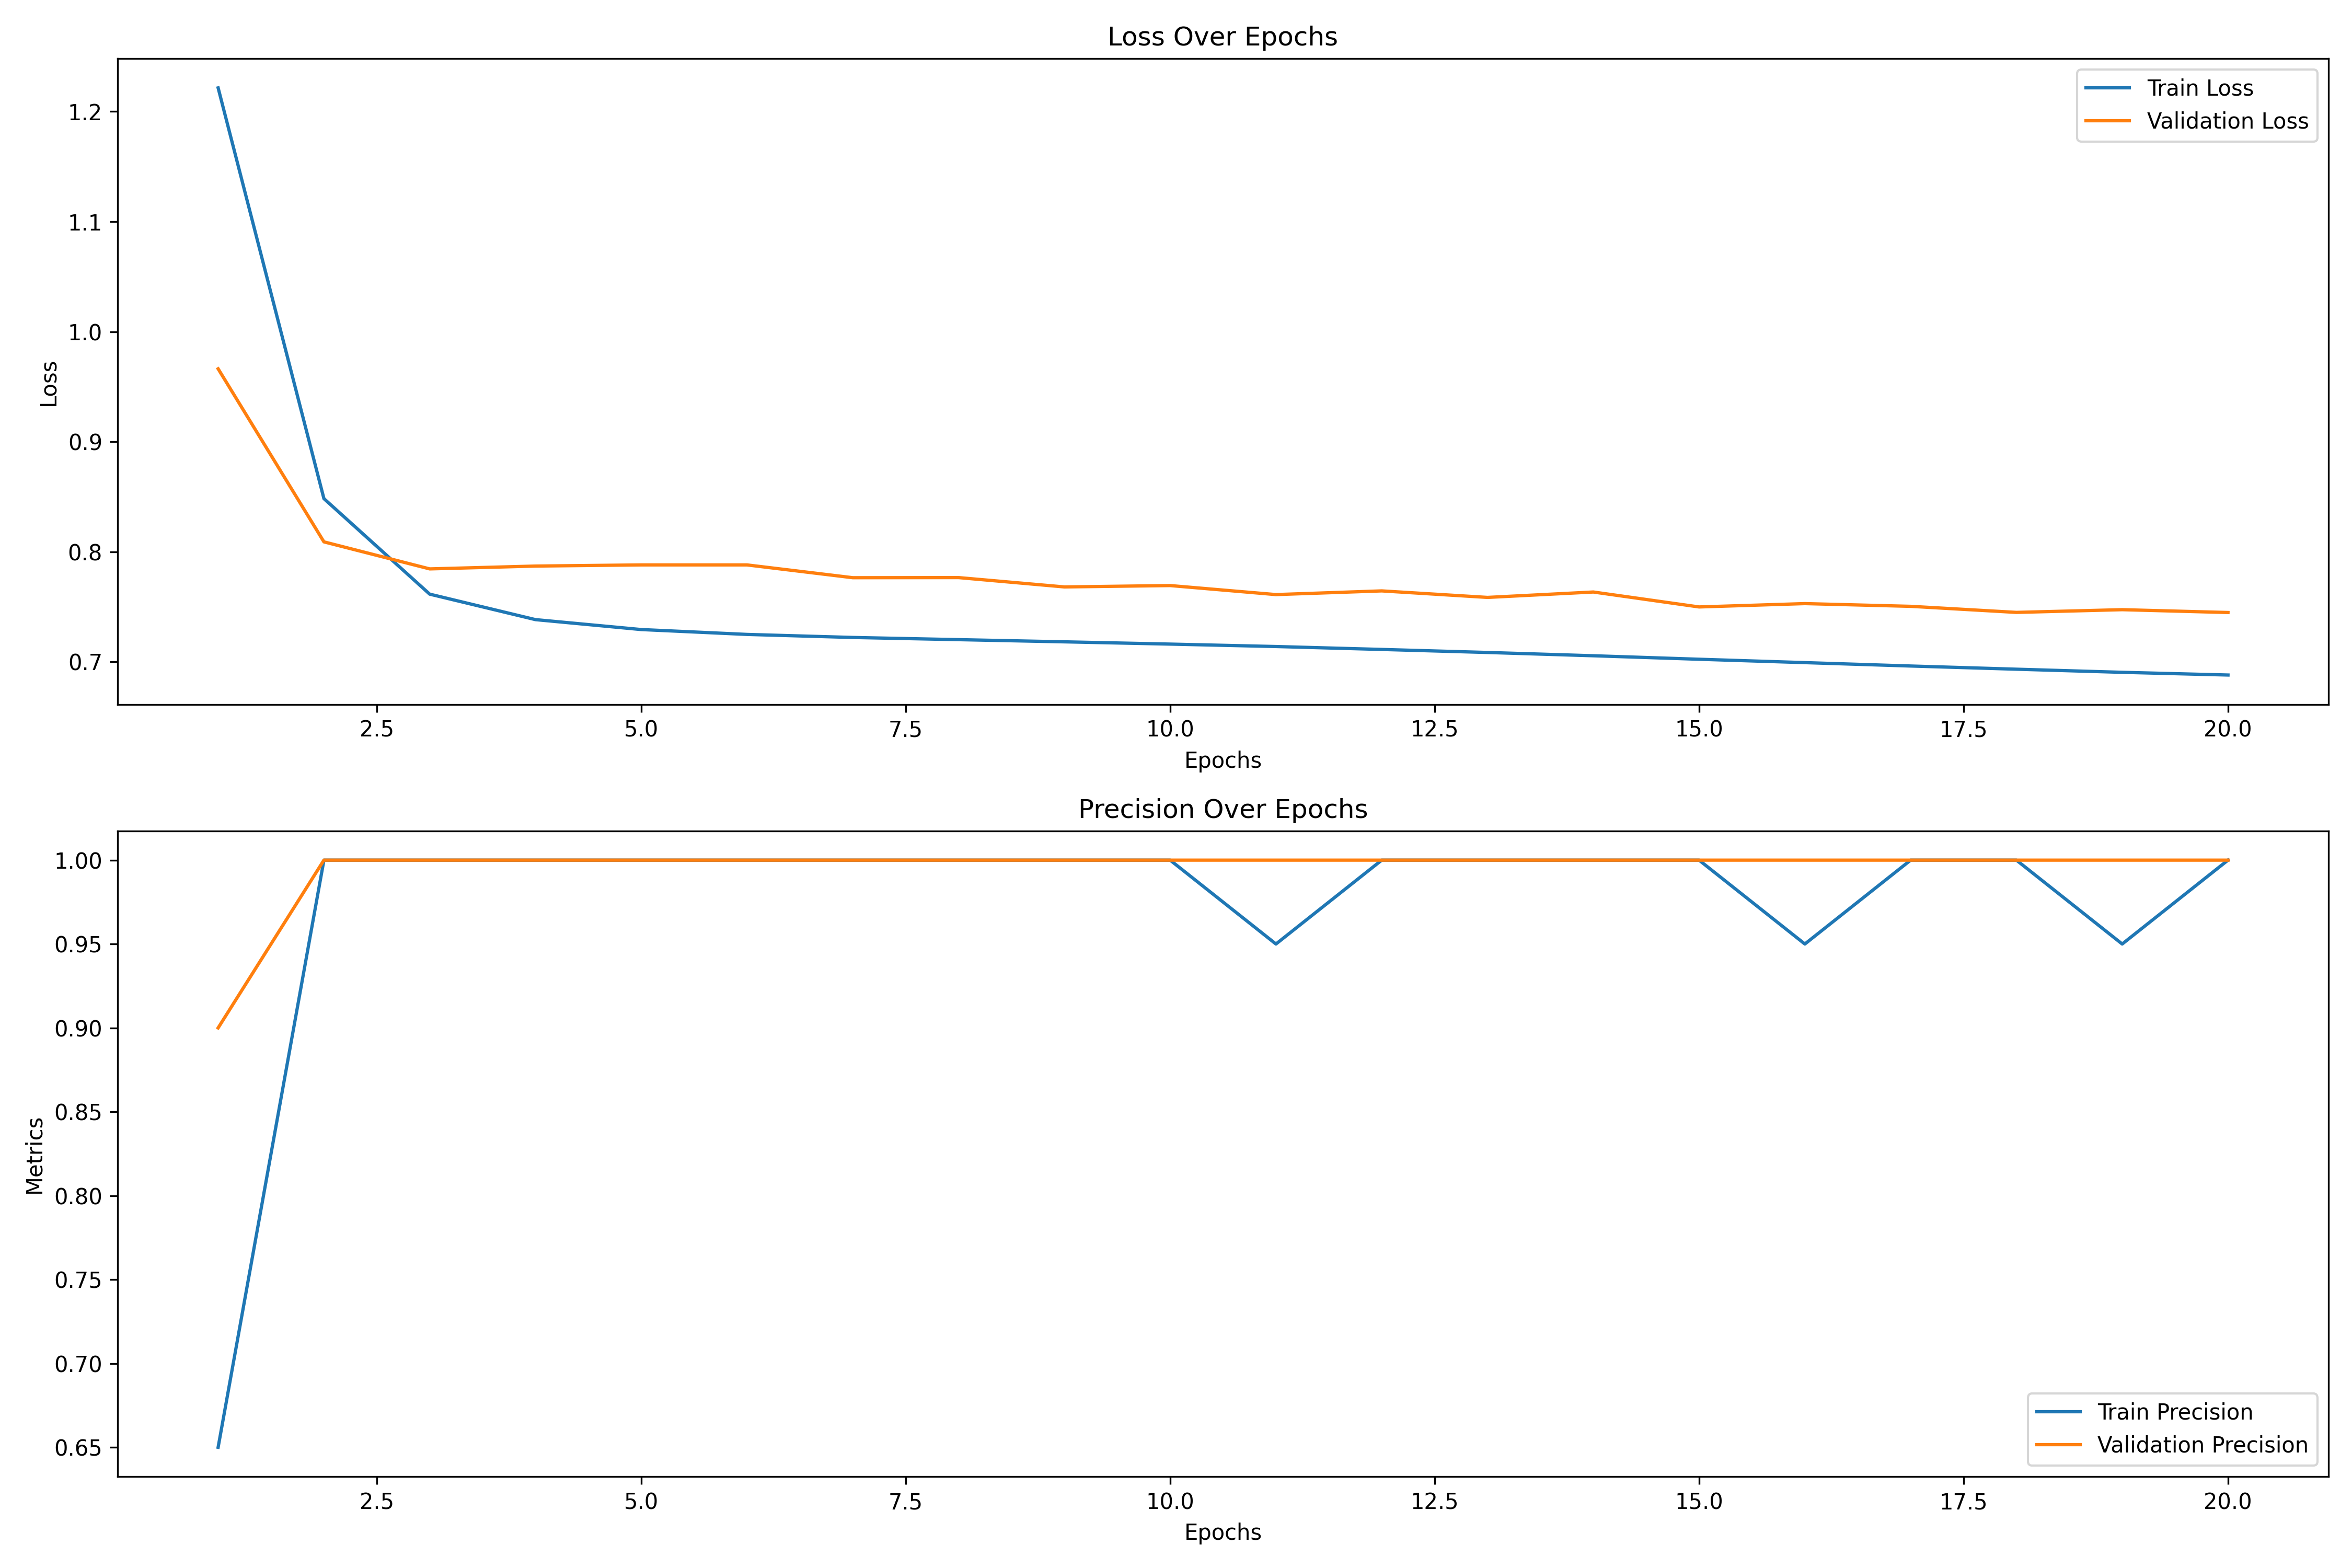 Loss Over Epochs
Train Loss
Validation Loss
1.2
1.1
1.0
0.9
0.8
0.7
Loss
2.5 5.0 7.5 10.0 12.5 15.0 17.5 20.0
Epochs
Precision Over Epochs
1.00
0.95
0.90
0.85
0.80
0.75
0.70
0.65
Metrics
Train Precision
Validation Precision
2.5 5.0 7.5 10.0 12.5 15.0 17.5 20.0
Epochs